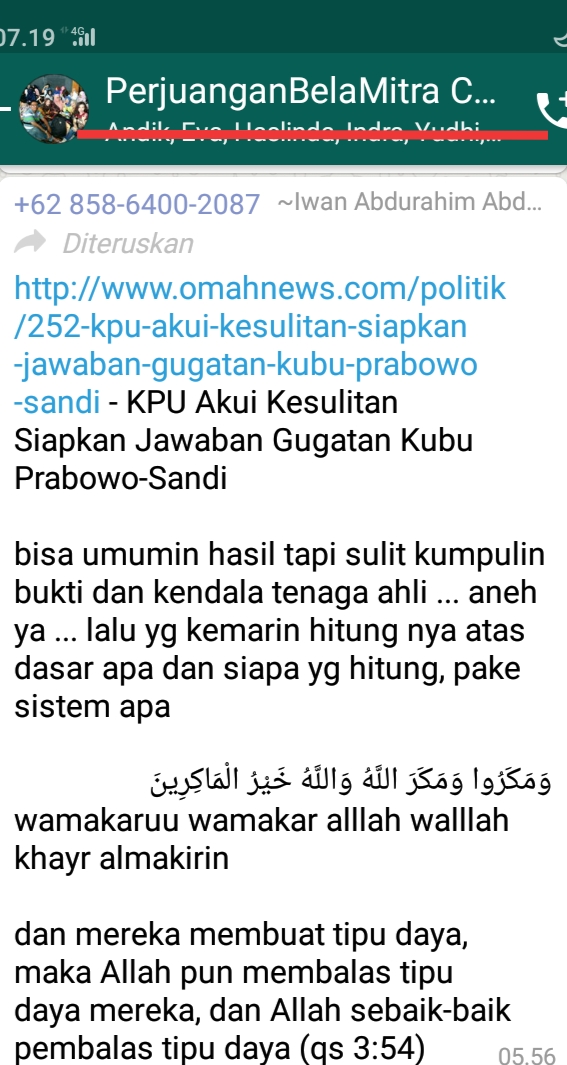 07.19 4G
PerjuanganBelaMitra C...
Andik, Eva, Haslinda, Indra, Yudhi,...
+62 858-6400-2087 ~Iwan Abdurahim Abd...
Diteruskan
http://www.omahnews.com/politik
/252-kpu-akui-kesulitan-siapkan
-jawaban-gugatan-kubu-prabowo
-sandi - KPU Akui Kesulitan
Siapkan Jawaban Gugatan Kubu
Prabowo-Sandi
bisa umumin hasil tapi sulit kumpulin
bukti dan kendala tenaga ahli ... aneh
ya ... lalu yg kemarin hitung nya atas
dasar apa dan siapa yg hitung, pake
sistem apa
وَمَكَرُوا وَمَكَرَ اللَّهُ وَاللَّهُ خَيْرُ الْمَاكِرِينَ
wamakaruu wamakar alllah walllah
khayr almakirin
dan mereka membuat tipu daya,
maka Allah pun membalas tipu
daya mereka, dan Allah sebaik-baik
pembalas tipu daya (qs 3:54) 05.56